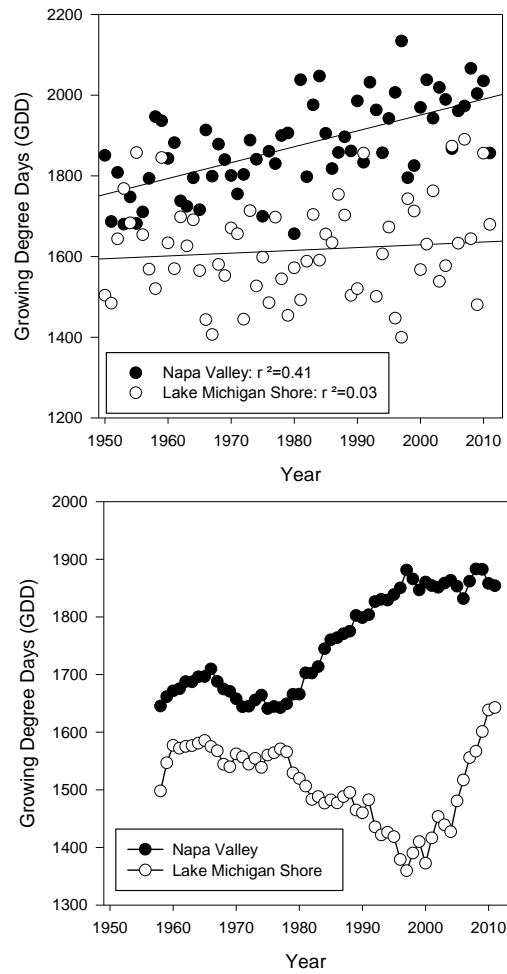 2200
2000
1800
1600
1400
1200
Growing Degree Days (GDD)
Napa Valley: r ²=0.41
Lake Michigan Shore: r ²=0.03
1950 1960 1970 1980 1990 2000 2010
Year
2000
1900
1800
1700
1600
1500
1400
1300
Growing Degree Days (GDD)
Napa Valley
Lake Michigan Shore
1950 1960 1970 1980 1990 2000 2010
Year